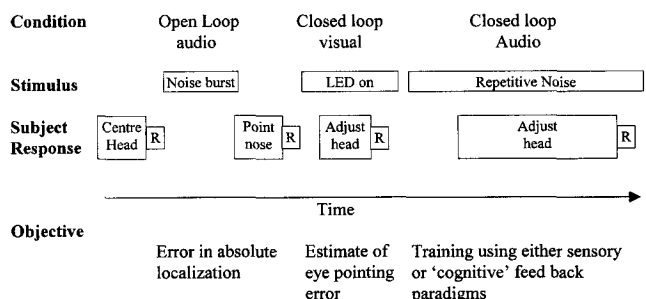 Condition Open Loop Closed loop Closed loop
audio visual Audio
Stimulus Noise burst LED on Repetitive Noise
Subject Centre Point Adjust Adjust
Response Head R nose R head R head R
Time
Objective
Error in absolute Estimate of Training using either sensory
localization eye pointing or 'cognitive' feed back
error paradigms